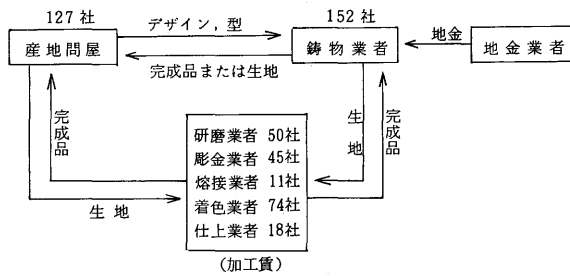 127社
152社
デザイン,型
産地問屋
鋳物業者
地金
地金業者
完成品または生地
完成品
生地
完成品
研磨業者 50社
彫金業者 45社
熔接業者 11社
着色業者 74社
仕上業者 18社
生地
(加工賃)